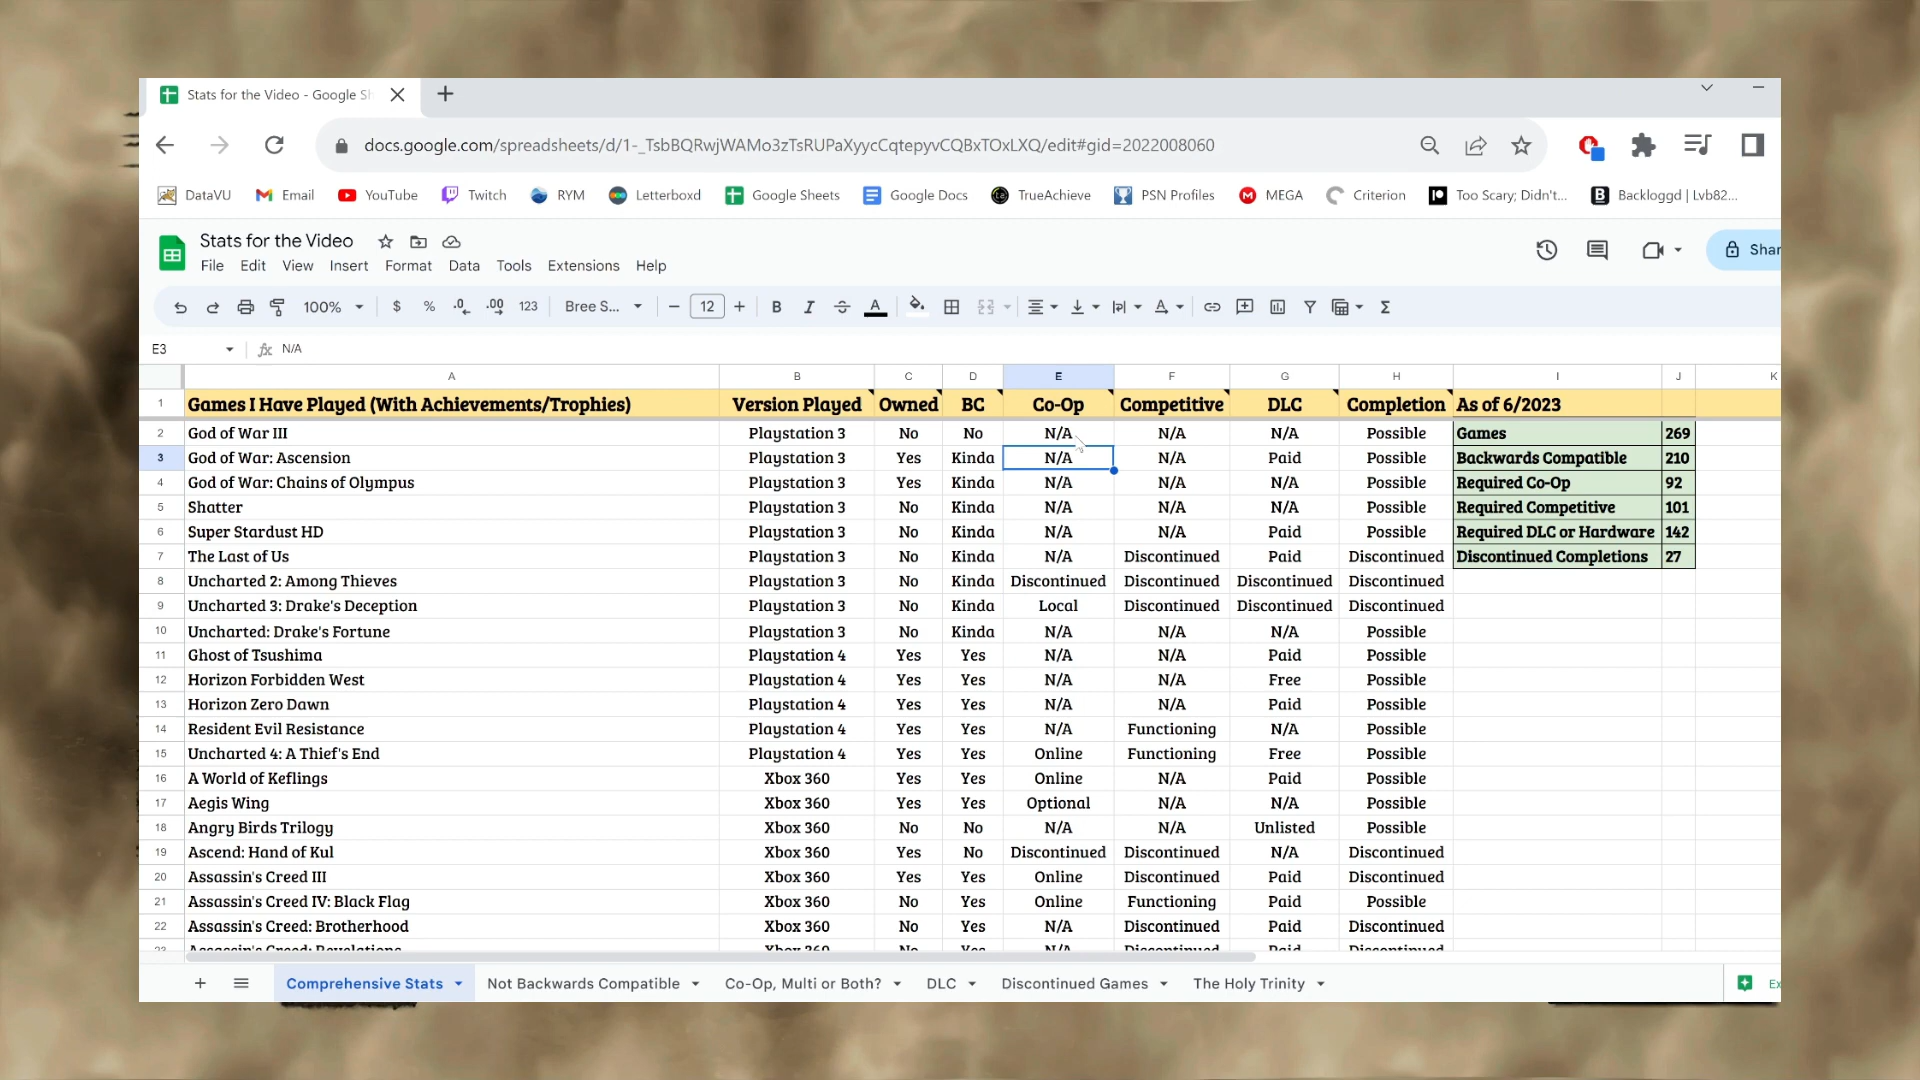 Stats for the Video - Google Sh
docs.google.com/spreadsheets/d/1-_TsbBQRwjWAMo3zTsRUPaXyycCqtepyvCQBxTOxLXQ/edit#gid=2022008060
DataVU Email YouTube Twitch RYM Letterboxd Google Sheets Google Docs TrueAchieve PSN Profiles MEGA Criterion Too Scary; Didn't... Backloggd | Lvb82...
Stats for the Video
Shar
File Edit View Insert Format Data Tools Extensions Help
100% $ % .0 .00 123 Bree S... 12 B I A
E3 fx N/A
A B C D E F G H I J K
1 Games I Have Played (With Achievements/Trophies) Version Played Owned BC Co-Op Competitive DLC Completion As of 6/2023
2 God of War III Playstation 3 No No N/A N/A N/A Possible Games 269
3 God of War: Ascension Playstation 3 Yes Kinda N/A N/A Paid Possible Backwards Compatible 210
4 God of War: Chains of Olympus Playstation 3 Yes Kinda N/A N/A N/A Possible Required Co-Op 92
5 Shatter Playstation 3 No Kinda N/A N/A N/A Possible Required Competitive 101
6 Super Stardust HD Playstation 3 No Kinda N/A N/A Paid Possible Required DLC or Hardware 142
7 The Last of Us Playstation 3 No Kinda N/A Discontinued Paid Discontinued Discontinued Completions 27
8 Uncharted 2: Among Thieves Playstation 3 No Kinda Discontinued Discontinued Discontinued Discontinued
9 Uncharted 3: Drake's Deception Playstation 3 No Kinda Local Discontinued Discontinued Discontinued
10 Uncharted: Drake's Fortune Playstation 3 No Kinda N/A N/A N/A Possible
11 Ghost of Tsushima Playstation 4 Yes Yes N/A N/A Paid Possible
12 Horizon Forbidden West Playstation 4 Yes Yes N/A N/A Free Possible
13 Horizon Zero Dawn Playstation 4 Yes Yes N/A N/A Paid Possible
14 Resident Evil Resistance Playstation 4 Yes Yes N/A Functioning N/A Possible
15 Uncharted 4: A Thief's End Playstation 4 Yes Yes Online Functioning Free Possible
16 A World of Keflings Xbox 360 Yes Yes Online N/A Paid Possible
17 Aegis Wing Xbox 360 Yes Yes Optional N/A N/A Possible
18 Angry Birds Trilogy Xbox 360 No No N/A N/A Unlisted Possible
19 Ascend: Hand of Kul Xbox 360 Yes No Discontinued Discontinued N/A Discontinued
20 Assassin's Creed III Xbox 360 Yes Yes Online Discontinued Paid Discontinued
21 Assassin's Creed IV: Black Flag Xbox 360 No Yes Online Functioning Paid Possible
22 Assassin's Creed: Brotherhood Xbox 360 No Yes N/A Discontinued Paid Discontinued
23 Assassin's Creed: Revelations Xbox 360 No Yes N/A Discontinued Paid Discontinued
Comprehensive Stats Not Backwards Compatible Co-Op, Multi or Both? DLC Discontinued Games The Holy Trinity Ex